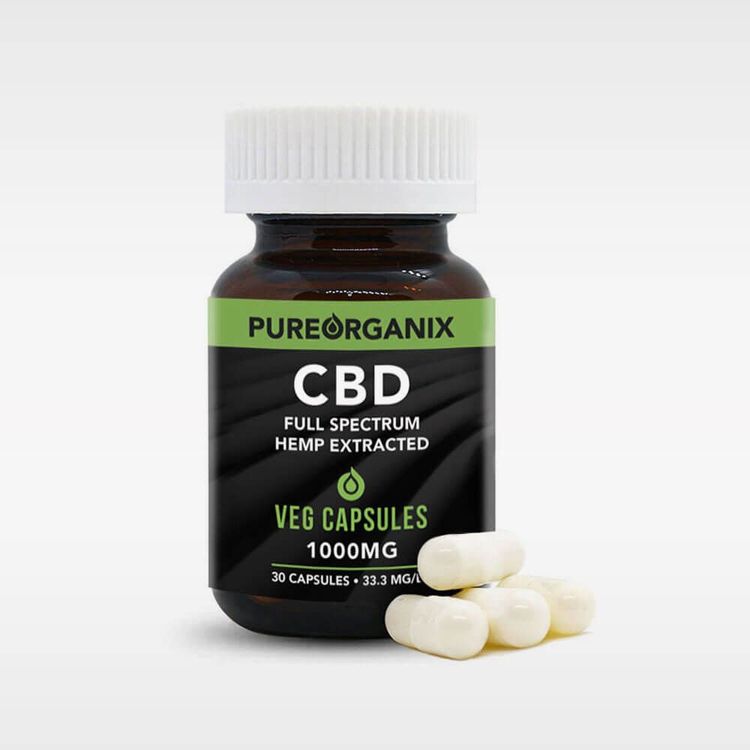 PUREORGANIX
CBD
FULL SPECTRUM
HEMP EXTRACTED
VEG CAPSULES
1000MG
30 CAPSULES • 33.3 MG/